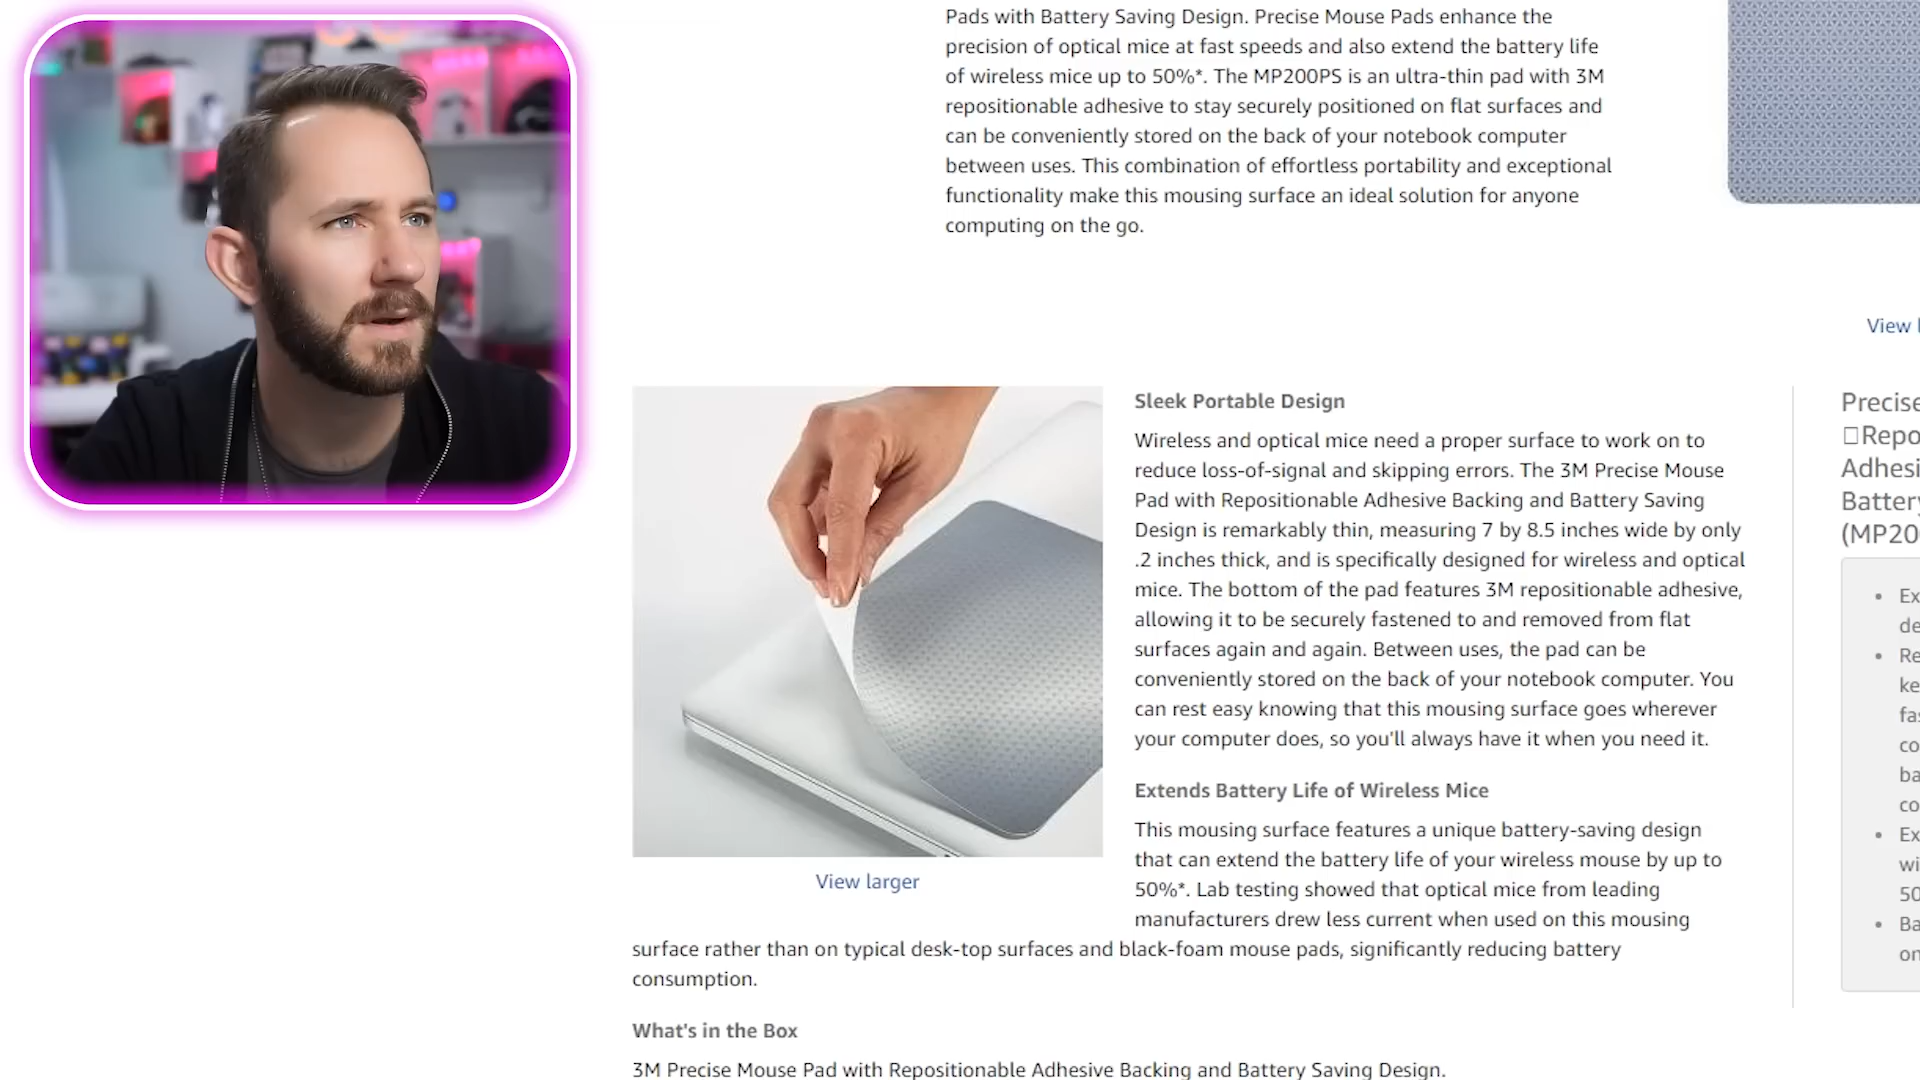 Pads with Battery Saving Design. Precise Mouse Pads enhance the
precision of optical mice at fast speeds and also extend the battery life
of wireless mice up to 50%*. The MP200PS is an ultra-thin pad with 3M
repositionable adhesive to stay securely positioned on flat surfaces and
can be conveniently stored on the back of your notebook computer
between uses. This combination of effortless portability and exceptional
functionality make this mousing surface an ideal solution for anyone
computing on the go.
View
Sleek Portable Design
Wireless and optical mice need a proper surface to work on to
reduce loss-of-signal and skipping errors. The 3M Precise Mouse
Pad with Repositionable Adhesive Backing and Battery Saving
Design is remarkably thin, measuring 7 by 8.5 inches wide by only
.2 inches thick, and is specifically designed for wireless and optical
mice. The bottom of the pad features 3M repositionable adhesive,
allowing it to be securely fastened to and removed from flat
surfaces again and again. Between uses, the pad can be
conveniently stored on the back of your notebook computer. You
can rest easy knowing that this mousing surface goes wherever
your computer does, so you'll always have it when you need it.
Extends Battery Life of Wireless Mice
This mousing surface features a unique battery-saving design
that can extend the battery life of your wireless mouse by up to
50%*. Lab testing showed that optical mice from leading
manufacturers drew less current when used on this mousing
surface rather than on typical desk-top surfaces and black-foam mouse pads, significantly reducing battery
consumption.
View larger
What's in the Box
3M Precise Mouse Pad with Repositionable Adhesive Backing and Battery Saving Design.
Precise
□Repo
Adhesi
Battery
(MP20
• Ex
de
• Re
ke
fas
co
ba
co
• Ex
wi
50
• Ba
on